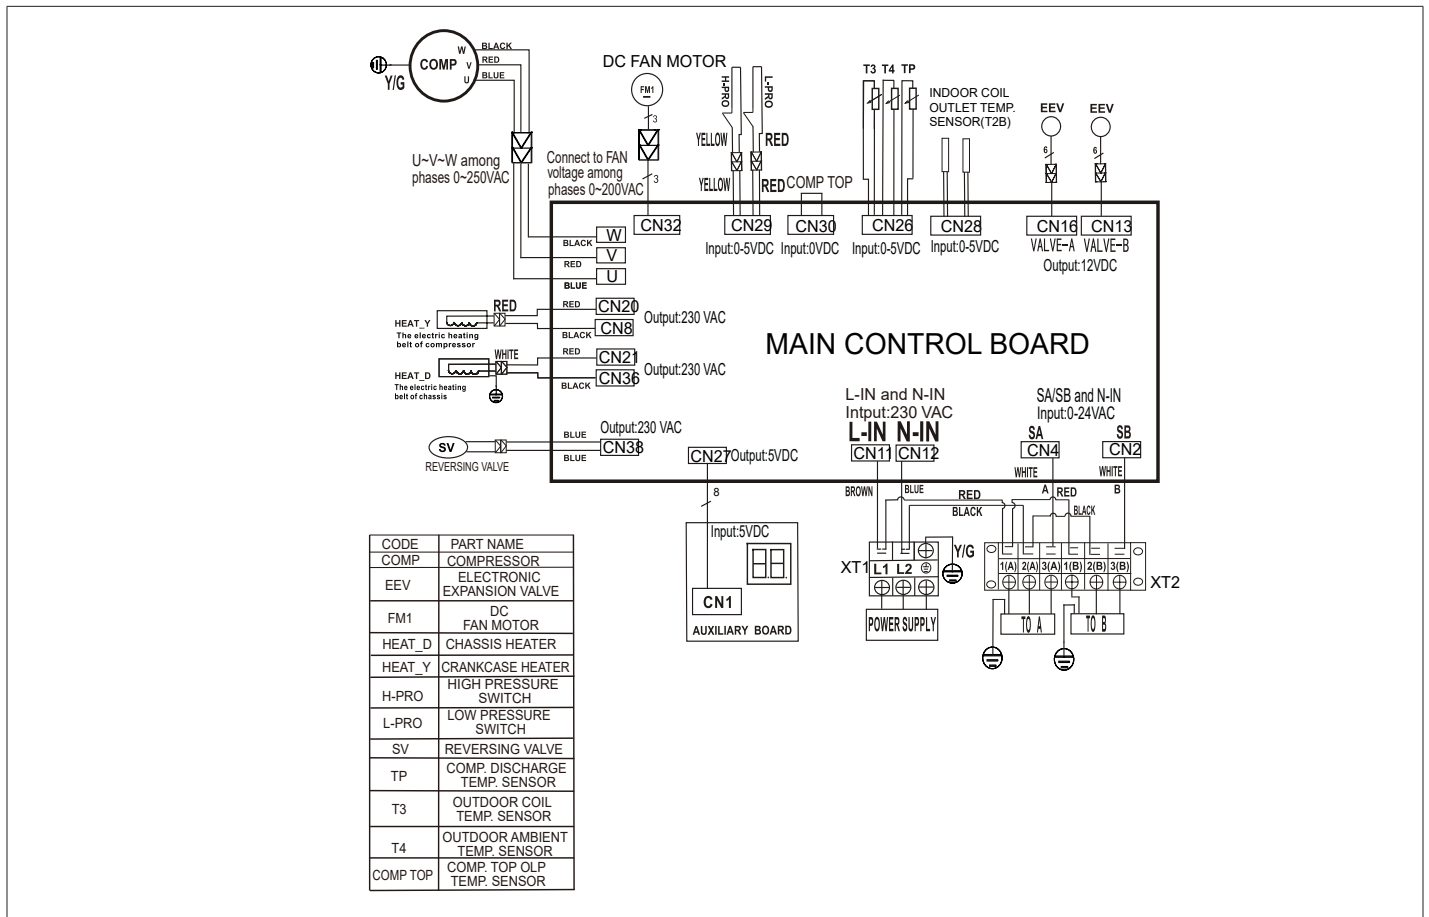 COMP
W
V
U
BLACK
RED
BLUE
Y/G
U~V~W among
phases 0~250VAC
DC FAN MOTOR
FM1
3
3
Connect to FAN
voltage among
phases 0~200VAC
H-PRO
L-PRO
YELLOW
RED
YELLOW
RED
COMP TOP
T3 T4 TP
INDOOR COIL
OUTLET TEMP.
SENSOR(T2B)
EEV
EEV
6
6
CN32
CN29
CN30
CN26
CN28
CN16
CN13
Input:0-5VDC
Input:0VDC
Input:0-5VDC
Input:0-5VDC
VALVE-A
VALVE-B
Output:12VDC
BLACK
W
RED
V
BLUE
U
HEAT_Y
The electric heating
belt of compressor
RED
RED
CN20
BLACK
CN8
Output:230 VAC
HEAT_D
The electric heating
belt of chassis
WHITE
RED
CN21
BLACK
CN36
Output:230 VAC
MAIN CONTROL BOARD
SV
REVERSING VALVE
BLUE
BLUE
CN38
Output:230 VAC
CN27
Output:5VDC
L-IN and N-IN
Intput:230 VAC
L-IN N-IN
CN11
CN12
SA/SB and N-IN
Input:0-24VAC
SA
SB
CN4
CN2
WHITE
WHITE
BROWN
BLUE
A
RED
B
RED
BLACK
BLACK
8
Input:5VDC
88
CN1
AUXILIARY BOARD
XT1
L1 L2
Y/G
POWER SUPPLY
1(A) 2(A) 3(A) 1(B) 2(B) 3(B)
XT2
TO A
TO B
CODE PART NAME
COMP COMPRESSOR
EEV ELECTRONIC
EXPANSION VALVE
FM1 DC
FAN MOTOR
HEAT_D CHASSIS HEATER
HEAT_Y CRANKCASE HEATER
H-PRO HIGH PRESSURE
SWITCH
L-PRO LOW PRESSURE
SWITCH
SV REVERSING VALVE
TP COMP. DISCHARGE
TEMP. SENSOR
T3 OUTDOOR COIL
TEMP. SENSOR
T4 OUTDOOR AMBIENT
TEMP. SENSOR
COMP TOP COMP. TOP OLP
TEMP. SENSOR